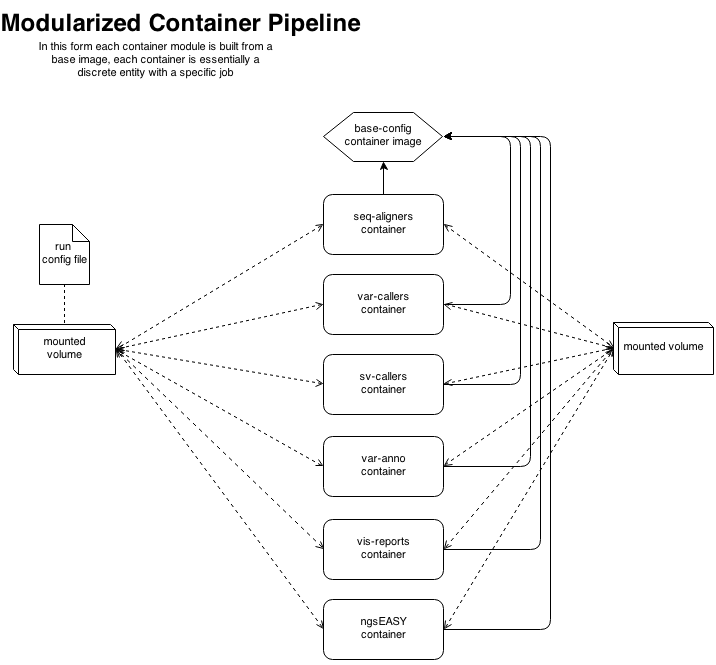 Modularized Container Pipeline
In this form each container module is built from a
base image, each container is essentially a
discrete entity with a specific job
base-config
container image
seq-aligners
container
run
config file
var-callers
container
mounted
volume
mounted volume
sv-callers
container
var-anno
container
vis-reports
container
ngsEASY
container